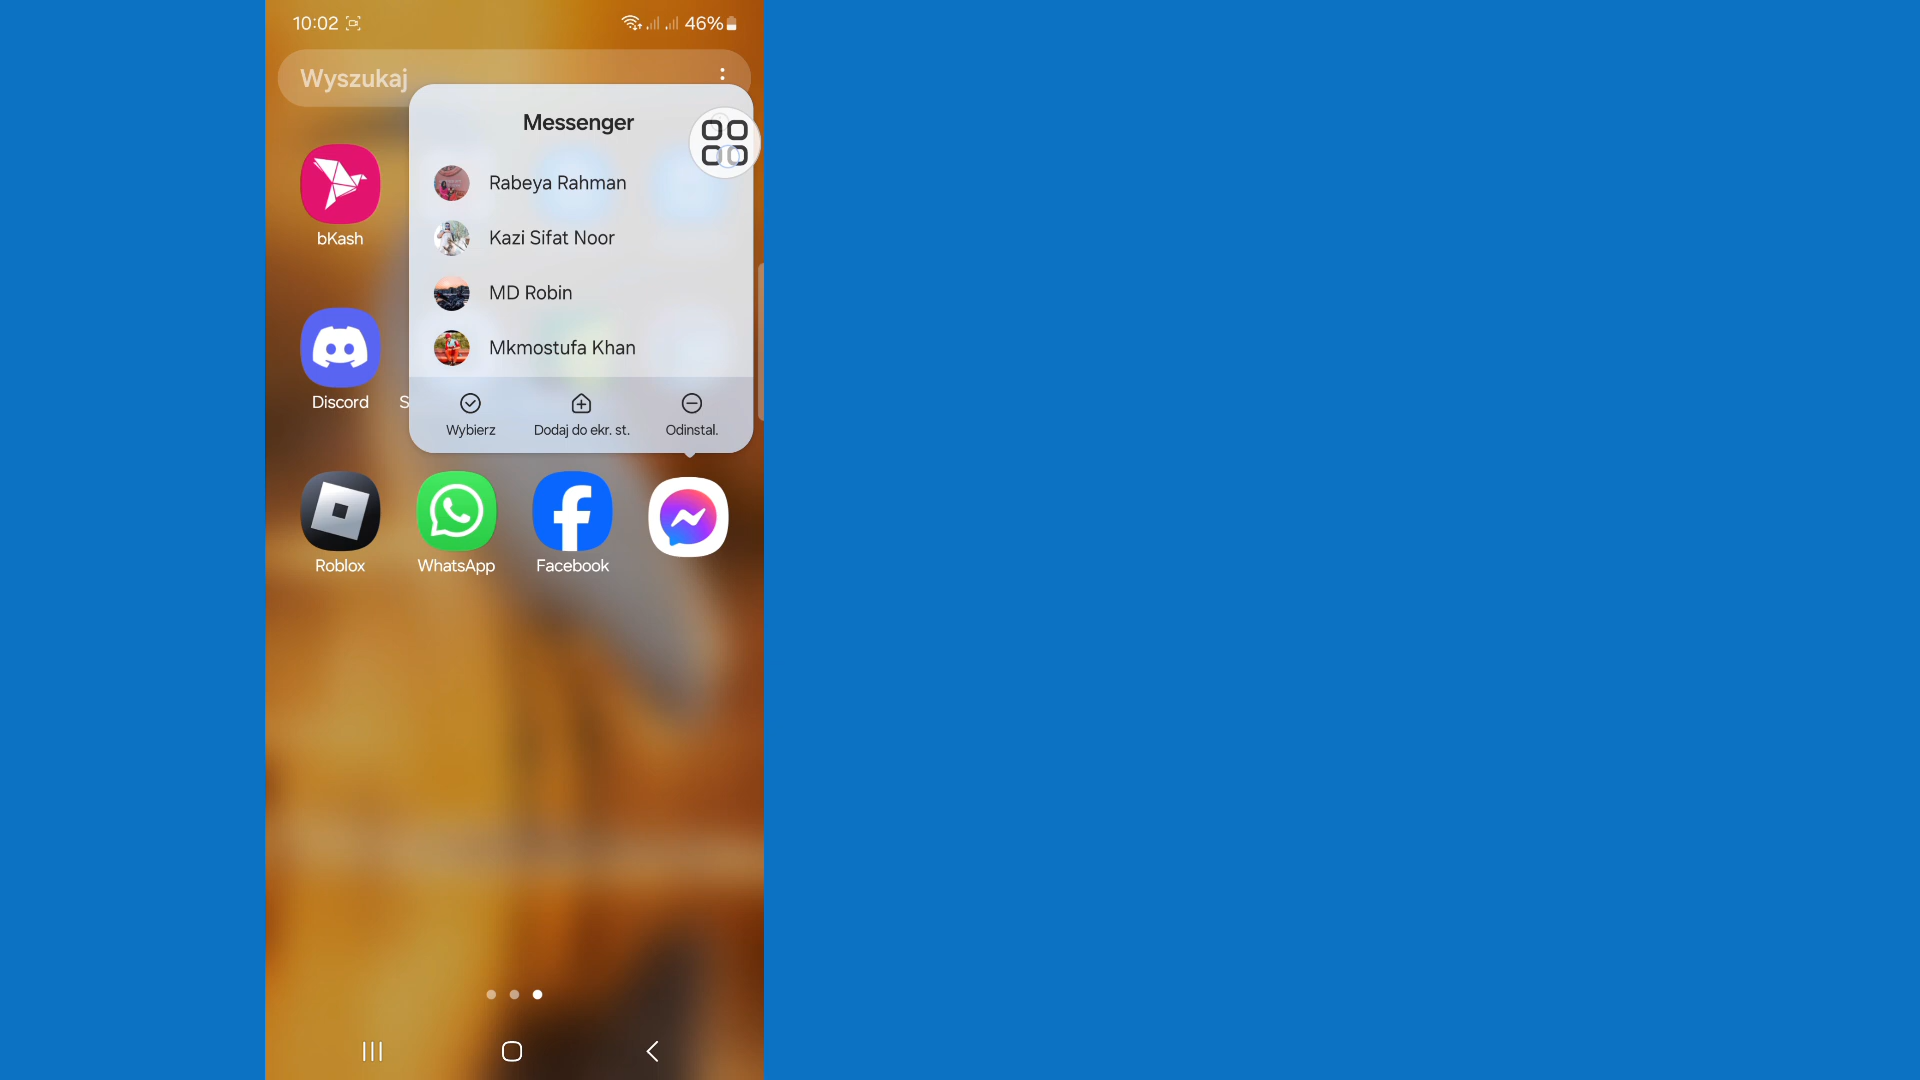 10:02
46%
Wyszukaj
Messenger
Rabeya Rahman
Kazi Sifat Noor
MD Robin
Mkmostufa Khan
Wybierz
Dodaj do ekr. st.
Odinstal.
bKash
Discord
S
Roblox
WhatsApp
Facebook